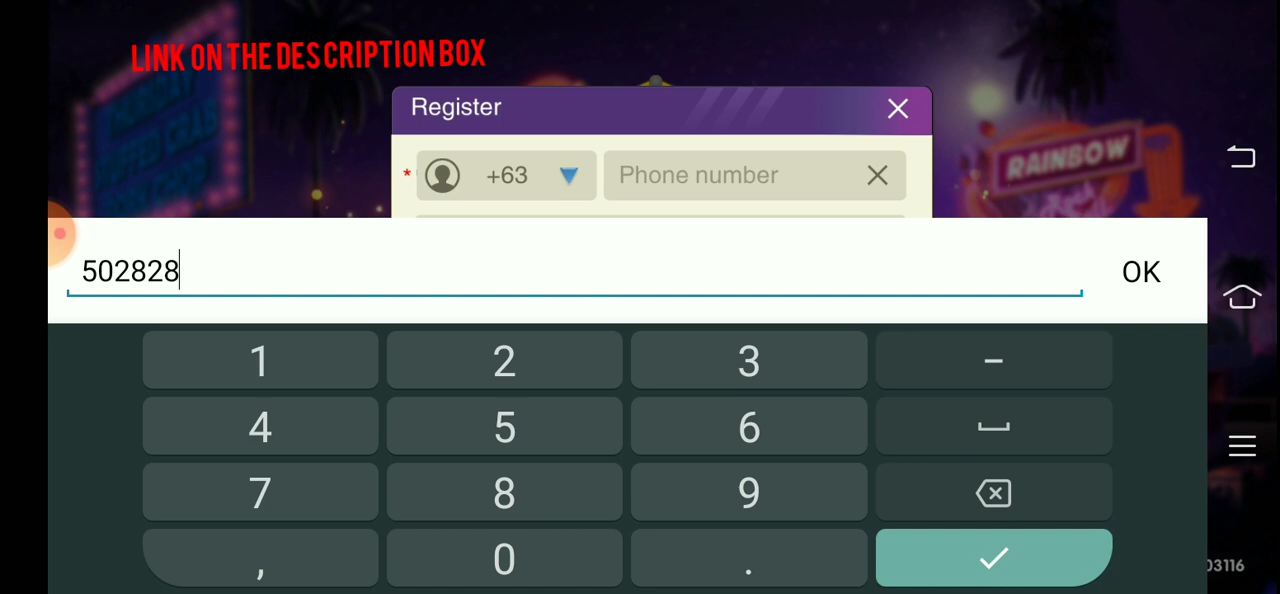 LINK ON THE DESCRIPTION BOX
Register
RAINBOW
* +63 Phone number
502828 OK
1 2 3 –
4 5 6
7 8 9
, 0 .
03116